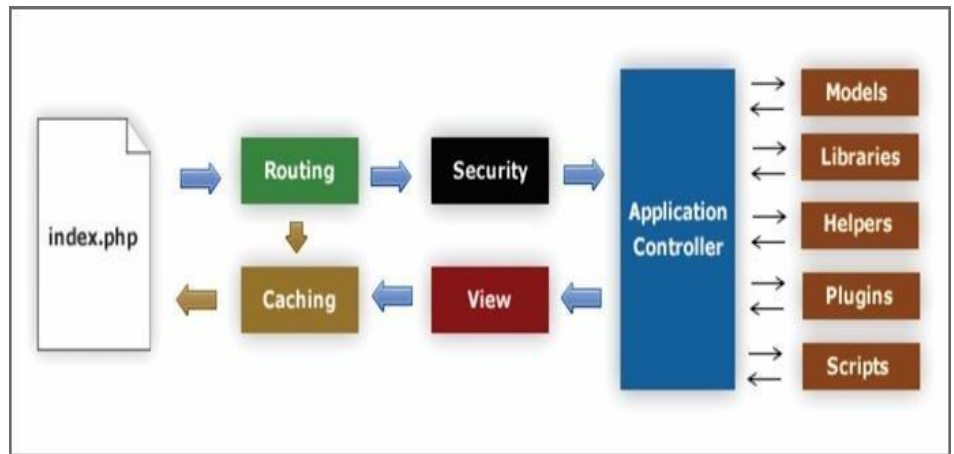 index.php
Routing
Security
Caching
View
Application
Controller
Models
Libraries
Helpers
Plugins
Scripts